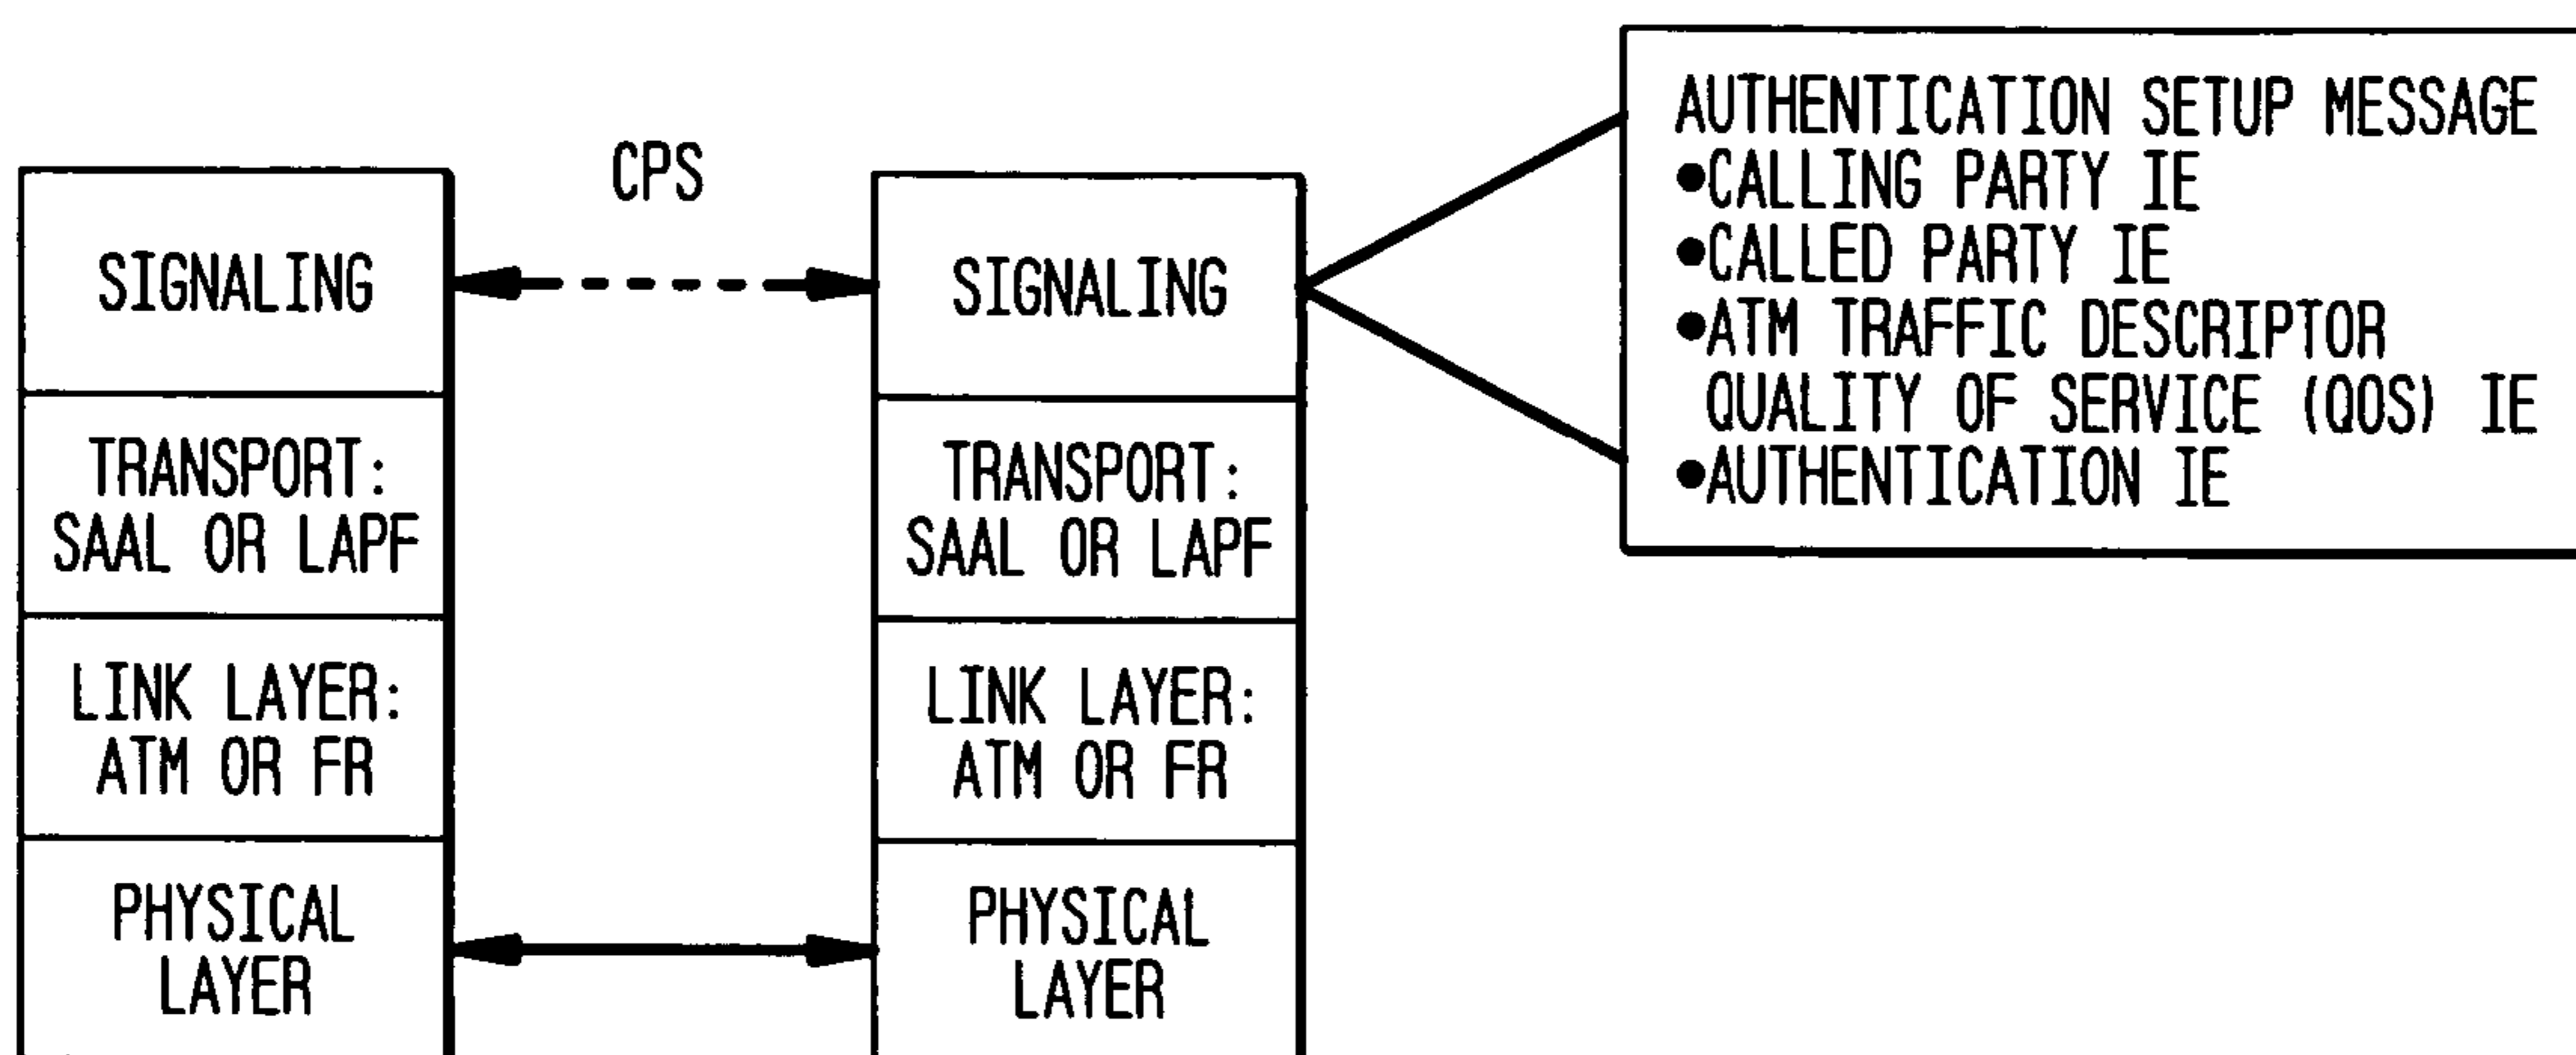 CPS
SIGNALING
TRANSPORT:
SAAL OR LAPF
LINK LAYER:
ATM OR FR
PHYSICAL
LAYER
SIGNALING
TRANSPORT:
SAAL OR LAPF
LINK LAYER:
ATM OR FR
PHYSICAL
LAYER
AUTHENTICATION SETUP MESSAGE
●CALLING PARTY IE
●CALLED PARTY IE
●ATM TRAFFIC DESCRIPTOR
QUALITY OF SERVICE (QOS) IE
●AUTHENTICATION IE